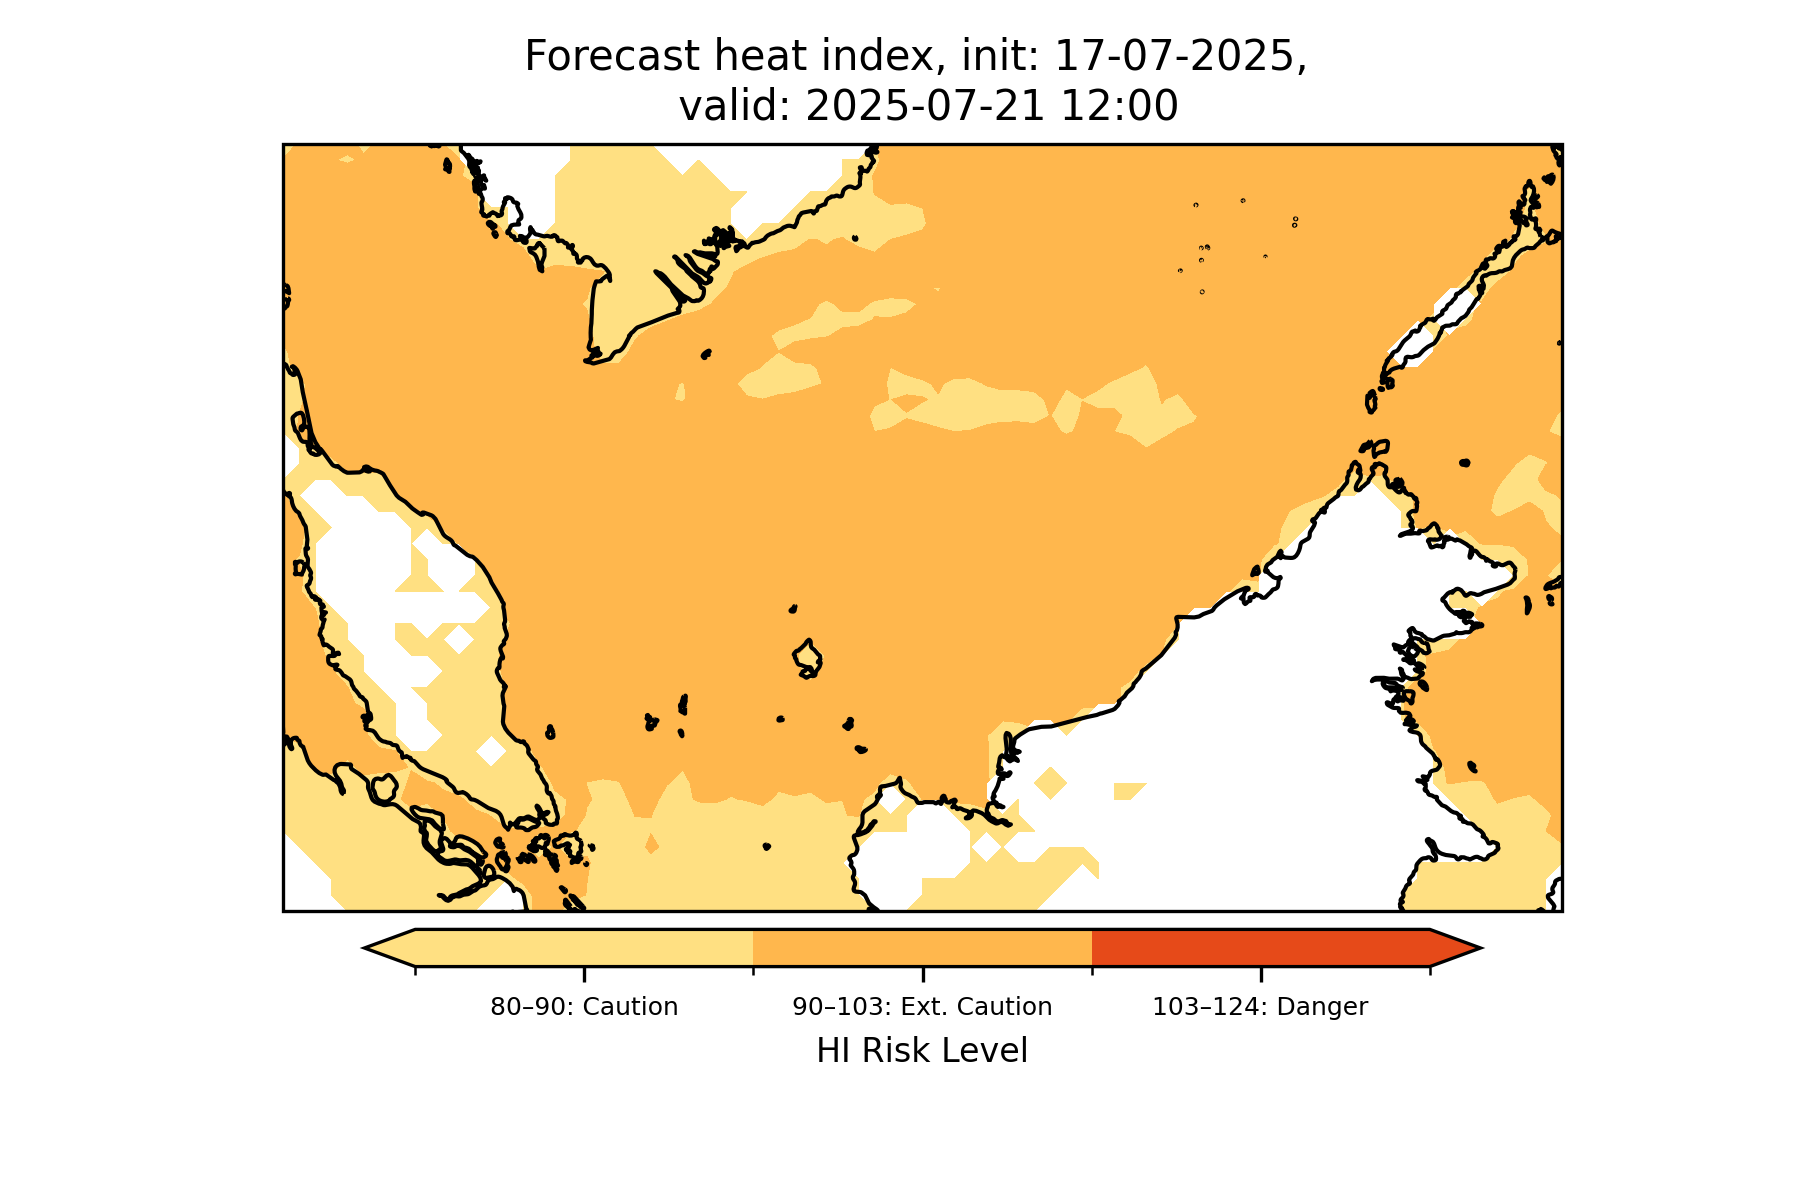 Forecast heat index, init: 17-07-2025,
valid: 2025-07-21 12:00
80–90: Caution
90–103: Ext. Caution
103–124: Danger
HI Risk Level